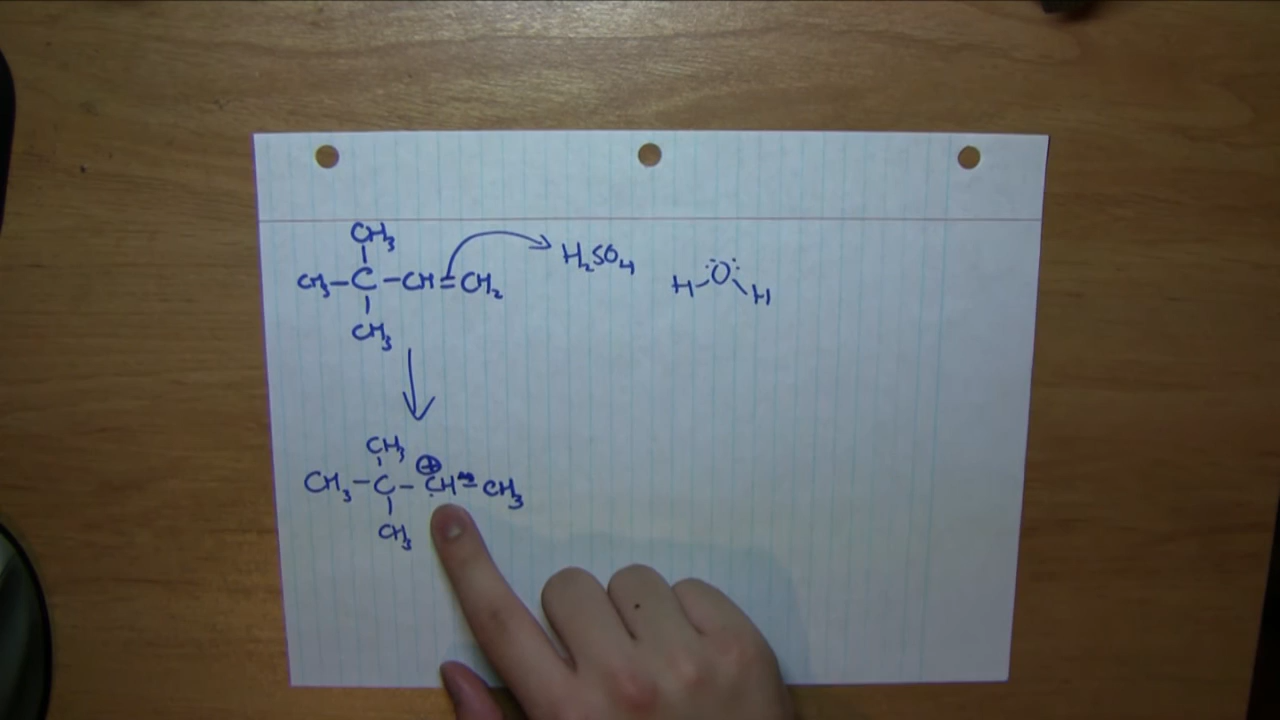 CH₃
CH₃-C-CH=CH₂ H₂SO₄ H-Ö:-H
CH₃
CH₃ ⊕
CH₃-C-CH-CH₃
CH₃